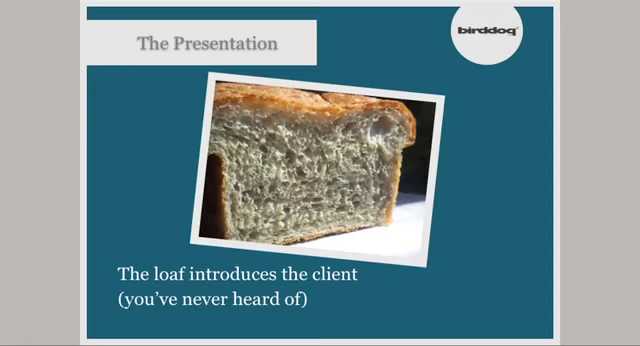 The Presentation
birddog
The loaf introduces the client
(you've never heard of)